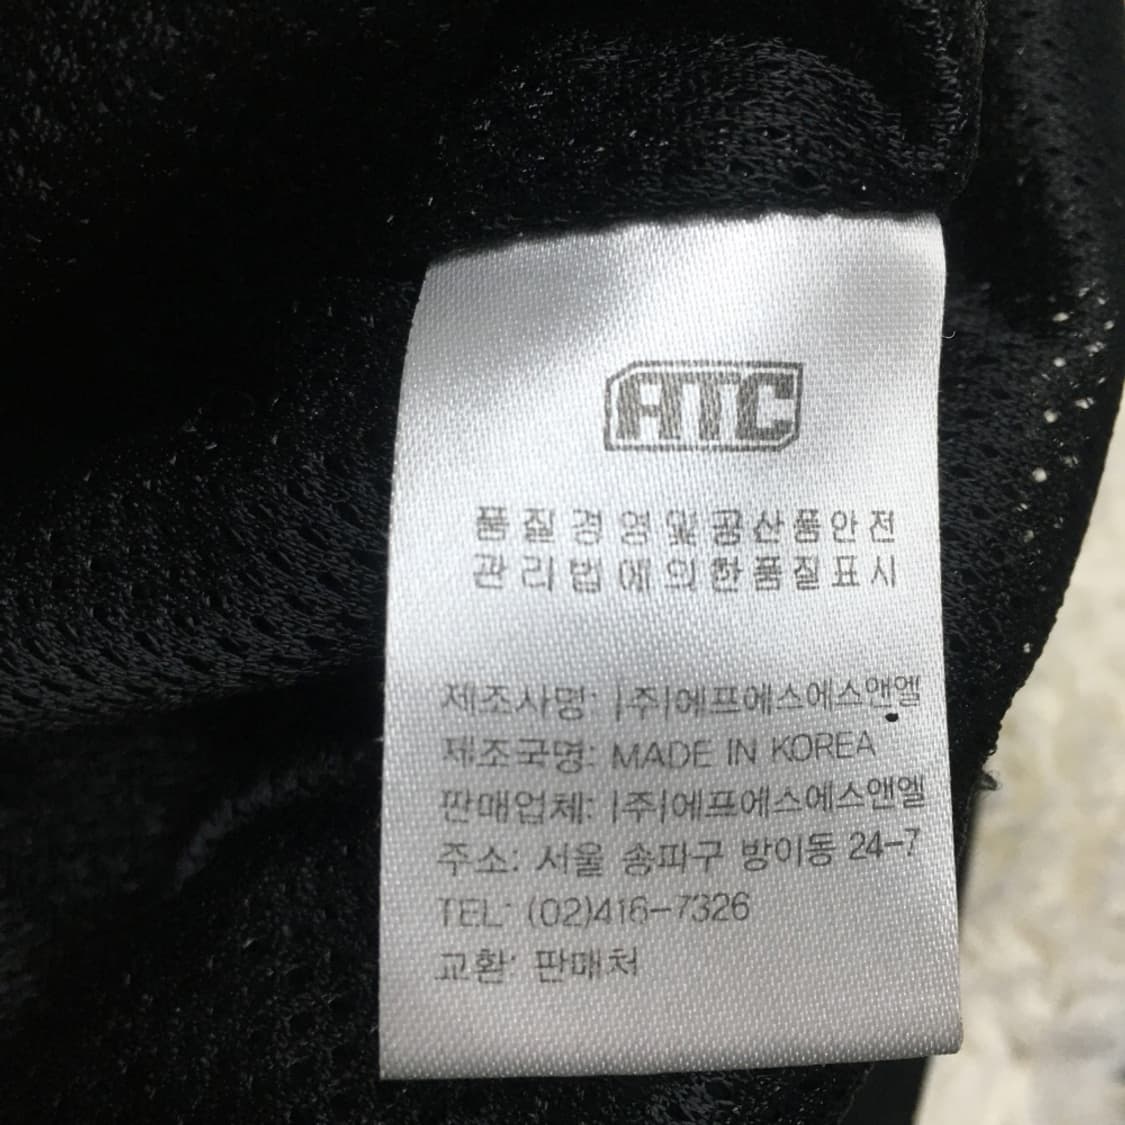 ATC
품질경영및공산품안전
관리법에의한품질표시
제조사명: (주)에프에스에스앤엘
제조국명: MADE IN KOREA
판매업체: (주)에프에스에스앤엘
주소: 서울 송파구 방이동 24-7
TEL: (02)416-7326
교환: 판매처